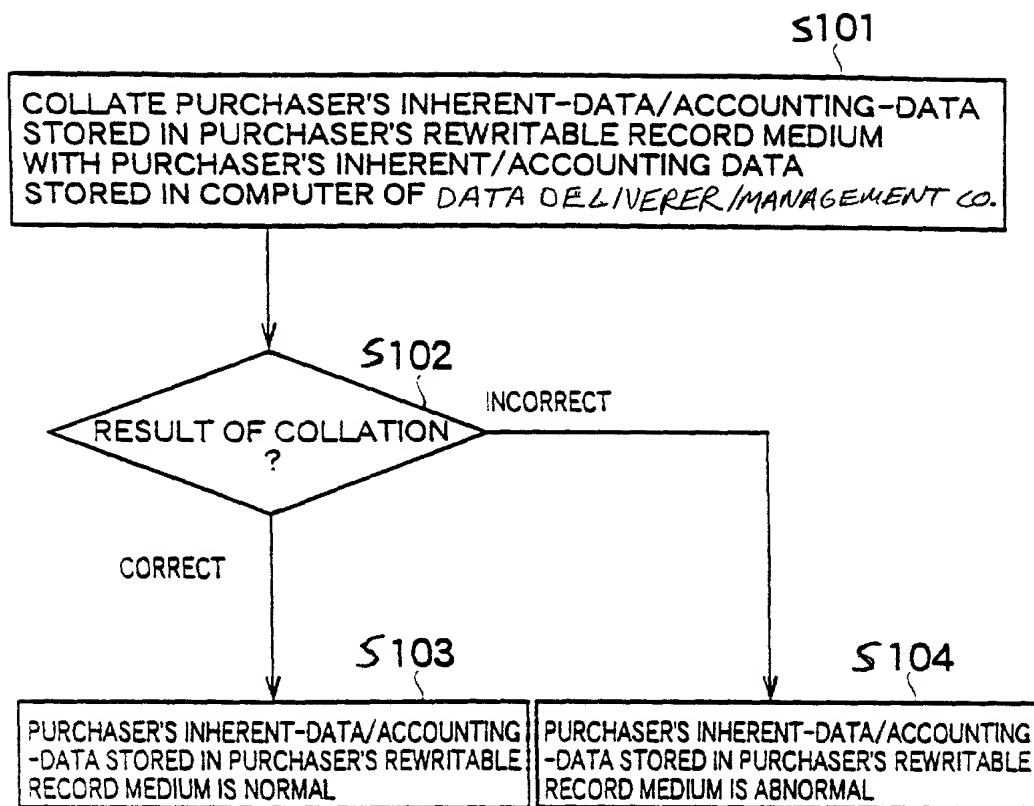 S101
COLLATE PURCHASER'S INHERENT-DATA/ACCOUNTING-DATA
STORED IN PURCHASER'S REWRITABLE RECORD MEDIUM
WITH PURCHASER'S INHERENT/ACCOUNTING DATA
STORED IN COMPUTER OF DATA DELIVERER/MANAGEMENT CO.
S102
RESULT OF COLLATION
?
INCORRECT
CORRECT
S103
PURCHASER'S INHERENT-DATA/ACCOUNTING
-DATA STORED IN PURCHASER'S REWRITABLE
RECORD MEDIUM IS NORMAL
S104
PURCHASER'S INHERENT-DATA/ACCOUNTING
-DATA STORED IN PURCHASER'S REWRITABLE
RECORD MEDIUM IS ABNORMAL